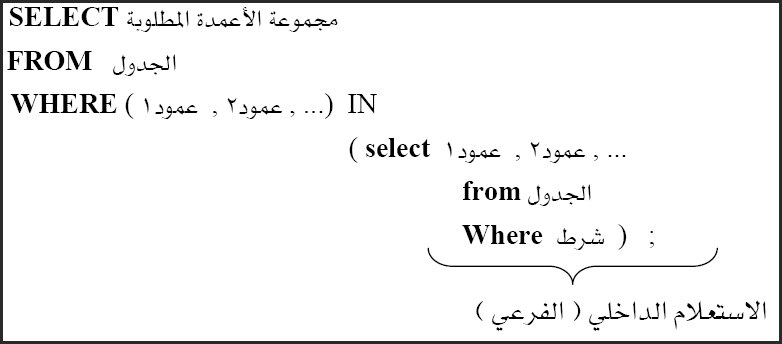 SELECT مجموعة الأعمدة المطلوبة
FROM الجدول
WHERE ( عمود١ , عمود٢ , ...) IN
( select عمود١ , عمود٢ , ...
from الجدول
Where شرط ) ;
الاستعلام الداخلي ( الفرعي )